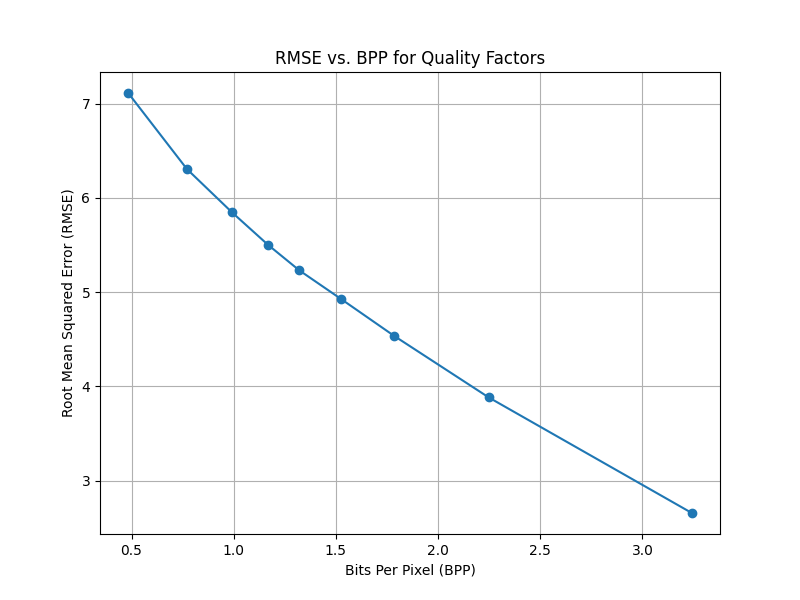 RMSE vs. BPP for Quality Factors
Root Mean Squared Error (RMSE)
7
6
5
4
3
0.5 1.0 1.5 2.0 2.5 3.0
Bits Per Pixel (BPP)